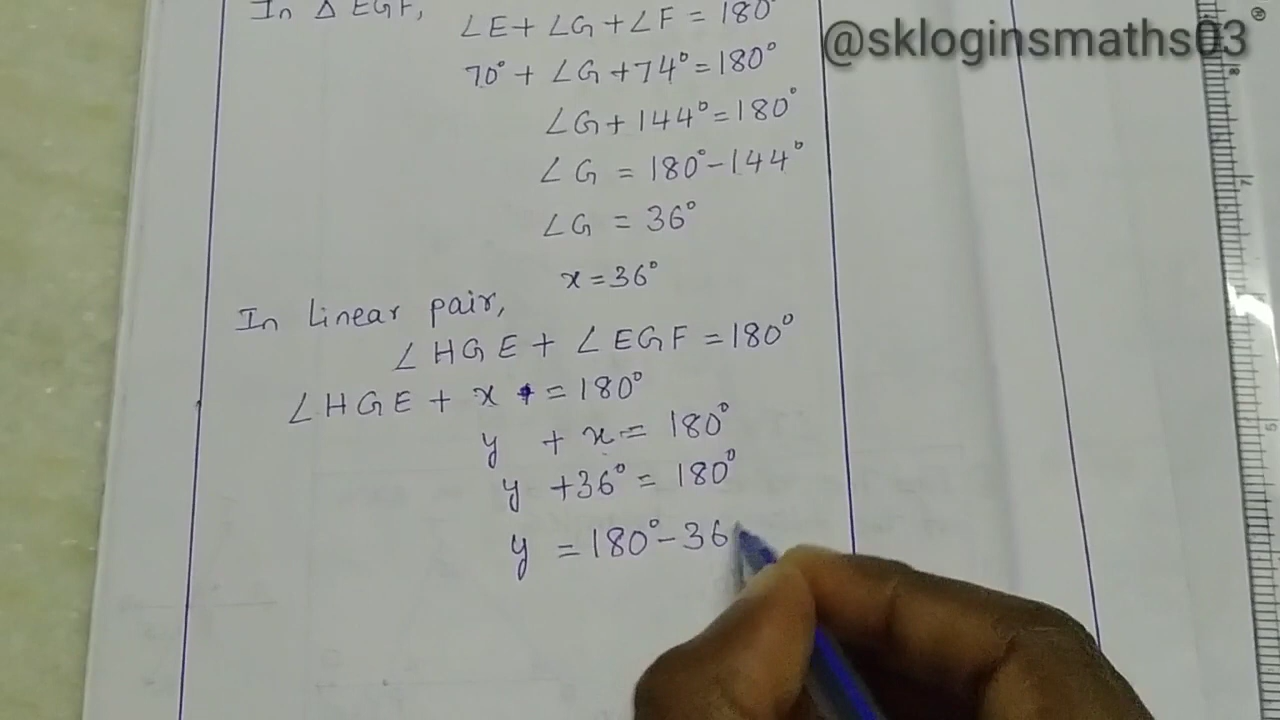 In Δ EGF,
∠E + ∠G + ∠F = 180°
@skloginsmaths03
70° + ∠G + 74° = 180°
∠G + 144° = 180°
∠G = 180° - 144°
∠G = 36°
x = 36°
In Linear pair,
∠HGE + ∠EGF = 180°
∠HGE + x = 180°
y + x = 180°
y + 36° = 180°
y = 180° - 36